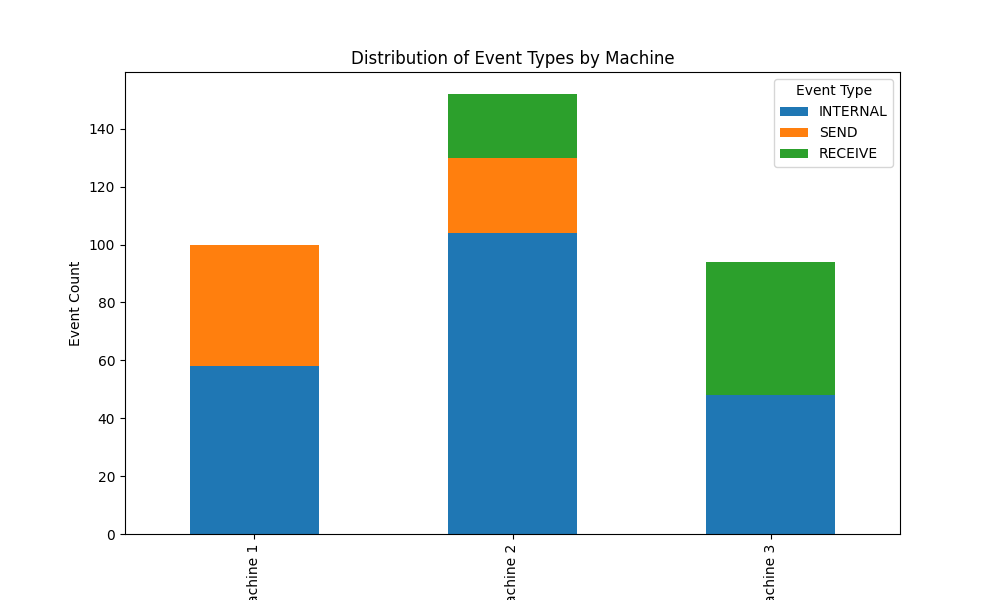 Distribution of Event Types by Machine
Event Type
INTERNAL
SEND
RECEIVE
Event Count
140
120
100
80
60
40
20
0
achine 1
achine 2
achine 3